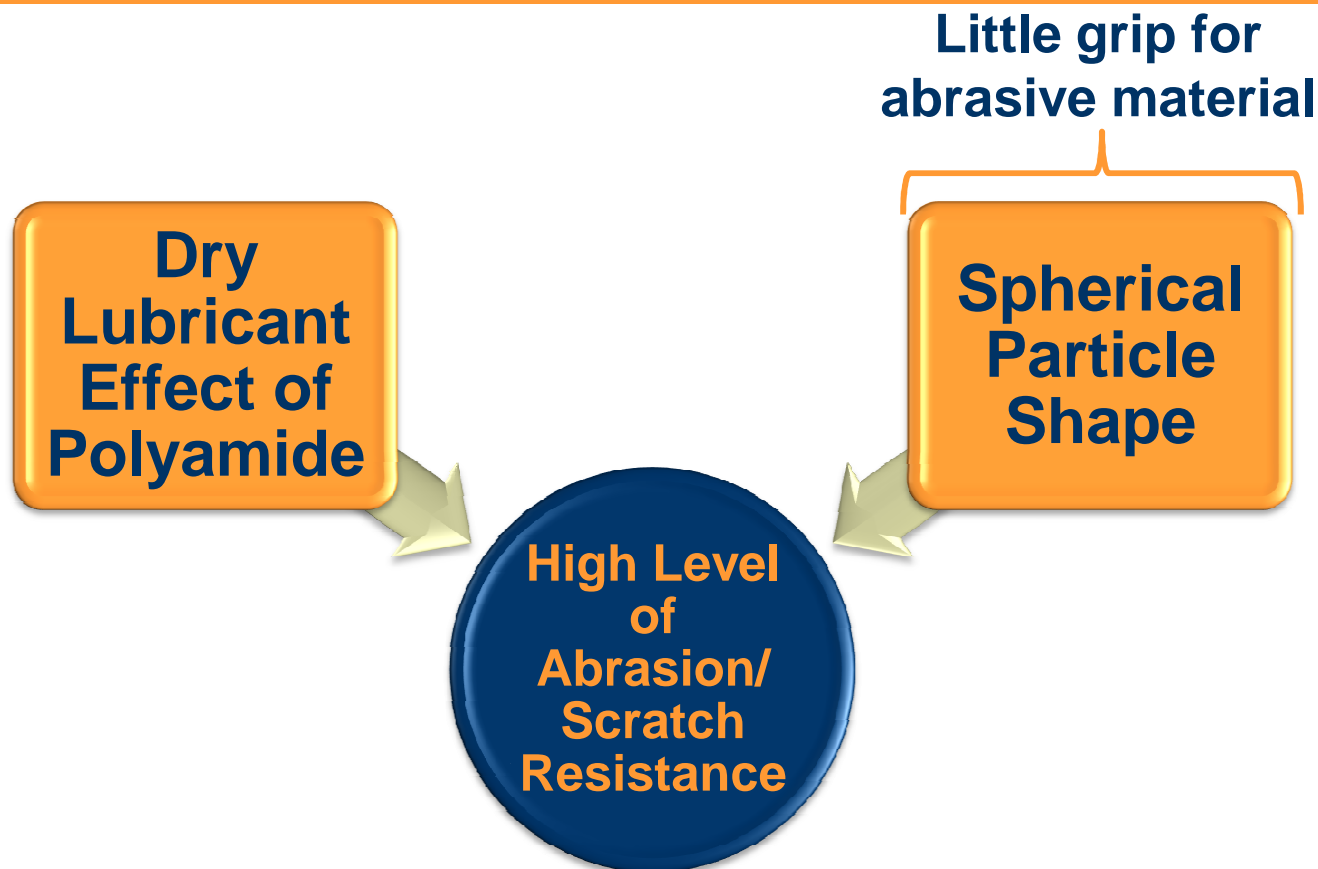 Little grip for
abrasive material
Dry
Lubricant
Effect of
Polyamide
Spherical
Particle
Shape
High Level
of
Abrasion/
Scratch
Resistance